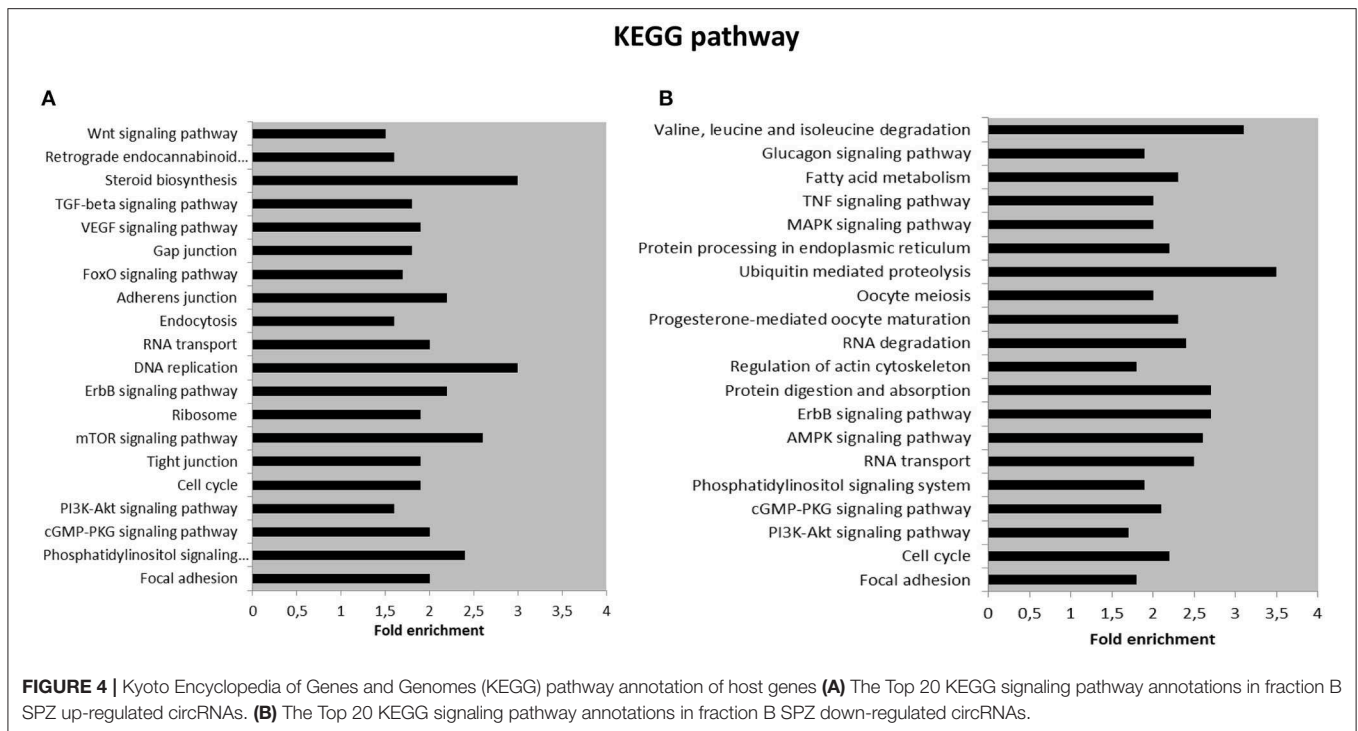 KEGG pathway
A
Wnt signaling pathway
Retrograde endocannabinoid...
Steroid biosynthesis
TGF-beta signaling pathway
VEGF signaling pathway
Gap junction
FoxO signaling pathway
Adherens junction
Endocytosis
RNA transport
DNA replication
ErbB signaling pathway
Ribosome
mTOR signaling pathway
Tight junction
Cell cycle
PI3K-Akt signaling pathway
cGMP-PKG signaling pathway
Phosphatidylinositol signaling...
Focal adhesion
0 0,5 1 1,5 2 2,5 3 3,5 4
Fold enrichment
B
Valine, leucine and isoleucine degradation
Glucagon signaling pathway
Fatty acid metabolism
TNF signaling pathway
MAPK signaling pathway
Protein processing in endoplasmic reticulum
Ubiquitin mediated proteolysis
Oocyte meiosis
Progesterone-mediated oocyte maturation
RNA degradation
Regulation of actin cytoskeleton
Protein digestion and absorption
ErbB signaling pathway
AMPK signaling pathway
RNA transport
Phosphatidylinositol signaling system
cGMP-PKG signaling pathway
PI3K-Akt signaling pathway
Cell cycle
Focal adhesion
0 0,5 1 1,5 2 2,5 3 3,5 4
Fold enrichment
FIGURE 4 | Kyoto Encyclopedia of Genes and Genomes (KEGG) pathway annotation of host genes (A) The Top 20 KEGG signaling pathway annotations in fraction B
SPZ up-regulated circRNAs. (B) The Top 20 KEGG signaling pathway annotations in fraction B SPZ down-regulated circRNAs.